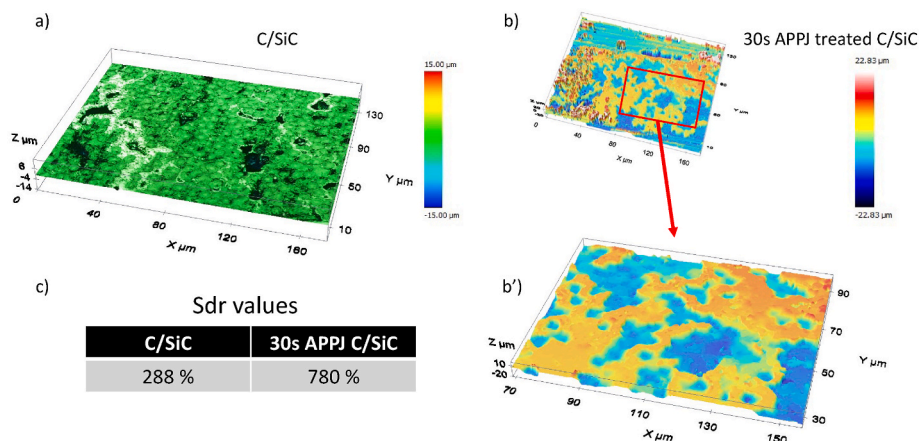 a)
C/SiC
15.00 µm
-15.00 µm
Z µm
6
-4
-14
0
40
80
120
160
X µm
10
50
90
130
Y µm
b)
30s APPJ treated C/SiC
22.83 µm
-22.83 µm
0
40
80
120
160
X µm
Y µm
c)
Sdr values
C/SiC
30s APPJ C/SiC
288 %
780 %
b')
Z µm
10
-20
70
90
110
130
150
X µm
30
50
70
90
Y µm